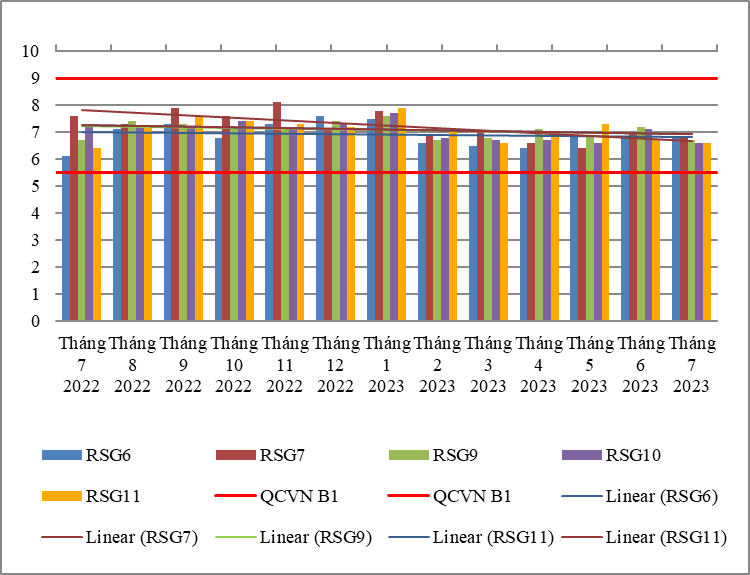 10
9
8
7
6
5
4
3
2
1
0
Tháng 7 2022
Tháng 8 2022
Tháng 9 2022
Tháng 10 2022
Tháng 11 2022
Tháng 12 2022
Tháng 1 2023
Tháng 2 2023
Tháng 3 2023
Tháng 4 2023
Tháng 5 2023
Tháng 6 2023
Tháng 7 2023
RSG6 RSG7 RSG9 RSG10
RSG11 QCVN B1 QCVN B1 Linear (RSG6)
Linear (RSG7) Linear (RSG9) Linear (RSG11) Linear (RSG11)